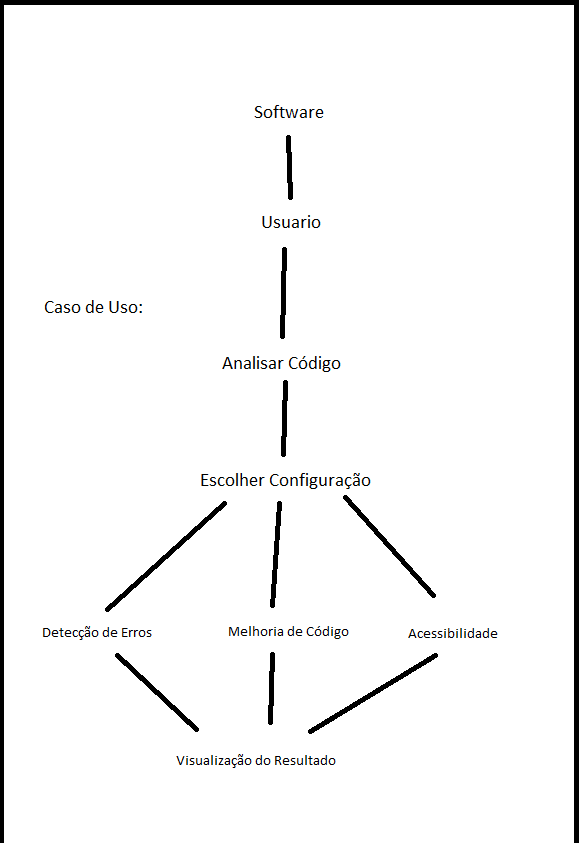 Software
Usuario
Caso de Uso:
Analisar Código
Escolher Configuração
Detecção de Erros
Melhoria de Código
Acessibilidade
Visualização do Resultado